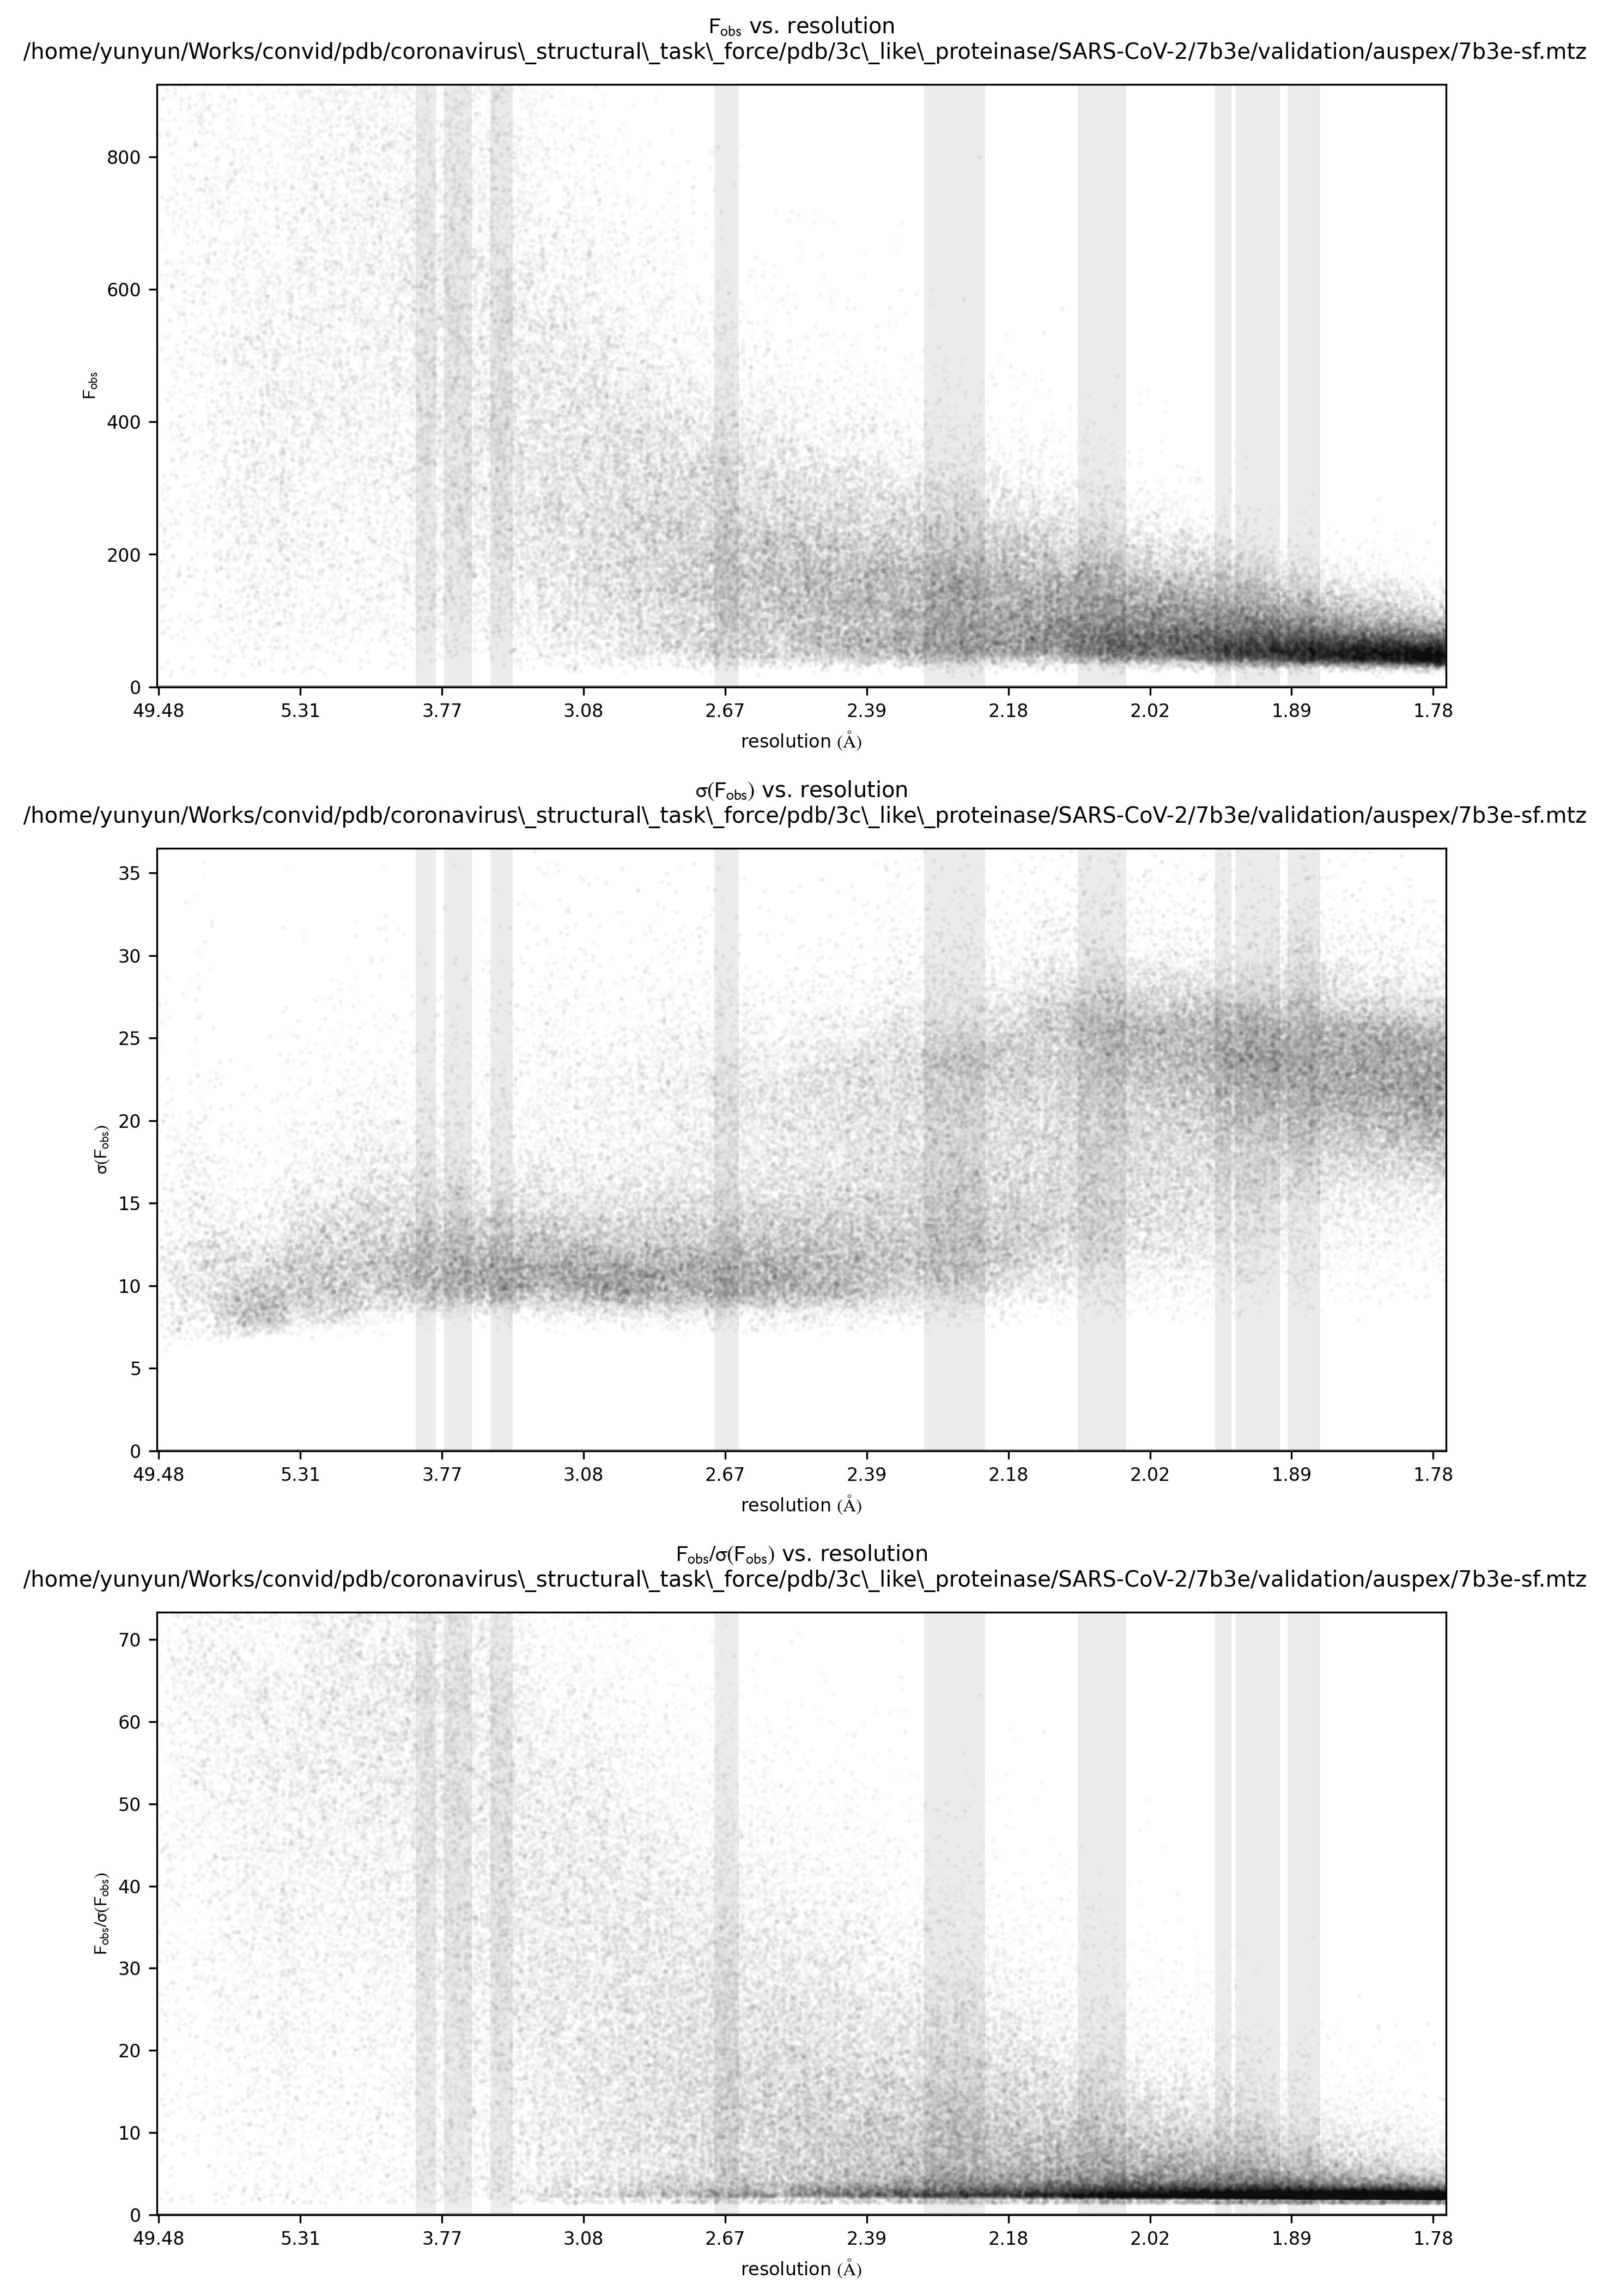 Fobs vs. resolution
/home/yunyun/Works/convid/pdb/coronavirus\_structural\_task\_force/pdb/3c\_like\_proteinase/SARS-CoV-2/7b3e/validation/auspex/7b3e-sf.mtz
800
600
400
200
0
Fobs
49.48 5.31 3.77 3.08 2.67 2.39 2.18 2.02 1.89 1.78
resolution (Å)
σ(Fobs) vs. resolution
/home/yunyun/Works/convid/pdb/coronavirus\_structural\_task\_force/pdb/3c\_like\_proteinase/SARS-CoV-2/7b3e/validation/auspex/7b3e-sf.mtz
35
30
25
20
15
10
5
0
σ(Fobs)
49.48 5.31 3.77 3.08 2.67 2.39 2.18 2.02 1.89 1.78
resolution (Å)
Fobs/σ(Fobs) vs. resolution
/home/yunyun/Works/convid/pdb/coronavirus\_structural\_task\_force/pdb/3c\_like\_proteinase/SARS-CoV-2/7b3e/validation/auspex/7b3e-sf.mtz
70
60
50
40
30
20
10
0
Fobs/σ(Fobs)
49.48 5.31 3.77 3.08 2.67 2.39 2.18 2.02 1.89 1.78
resolution (Å)